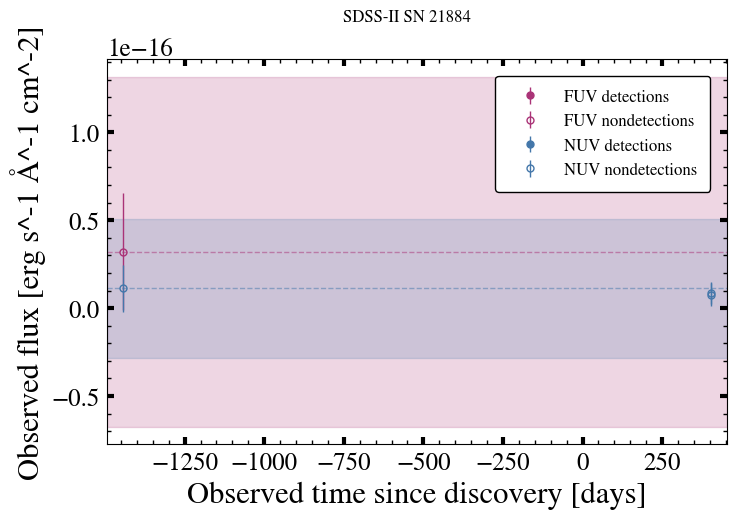 SDSS-II SN 21884
1e−16
FUV detections
FUV nondetections
NUV detections
NUV nondetections
1.0
0.5
0.0
−0.5
Observed flux [erg s^-1 Å^-1 cm^-2]
−1250 −1000 −750 −500 −250 0 250
Observed time since discovery [days]